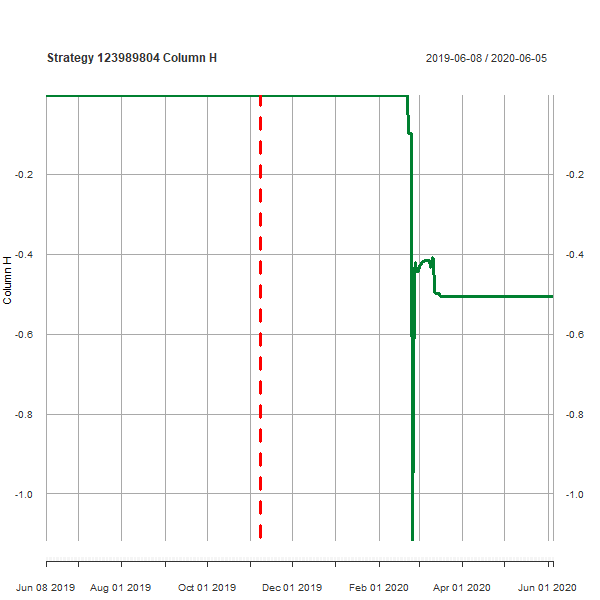 Strategy 123989804 Column H
2019-06-08 / 2020-06-05
-0.2
-0.2
-0.4
-0.4
Column H
-0.6
-0.6
-0.8
-0.8
-1.0
-1.0
Jun 08 2019
Aug 01 2019
Oct 01 2019
Dec 01 2019
Feb 01 2020
Apr 01 2020
Jun 01 2020